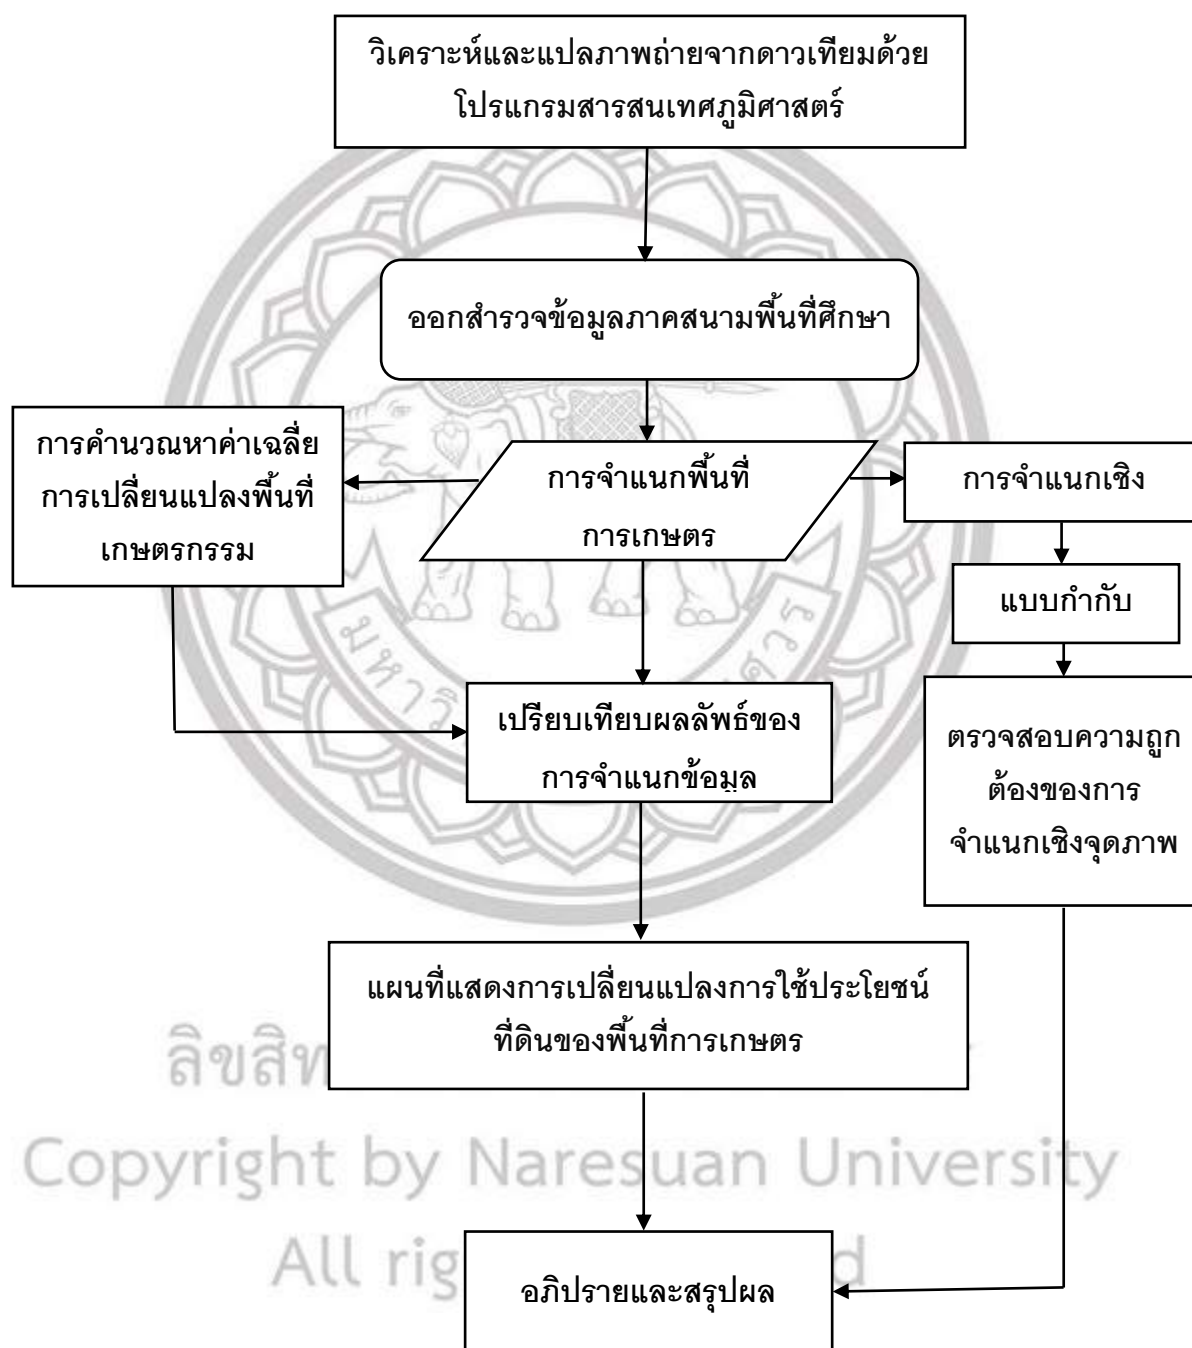 วิเคราะห์และแปลภาพถ่ายจากดาวเทียมด้วย
โปรแกรมสารสนเทศภูมิศาสตร์
ออกสำรวจข้อมูลภาคสนามพื้นที่ศึกษา
การคำนวณหาค่าเฉลี่ย
การเปลี่ยนแปลงพื้นที่
เกษตรกรรม
การจำแนกพื้นที่
การเกษตร
การจำแนกเชิง
แบบกำกับ
เปรียบเทียบผลลัพธ์ของ
การจำแนกข้อมูล
ตรวจสอบความถูก
ต้องของการ
จำแนกเชิงจุดภาพ
แผนที่แสดงการเปลี่ยนแปลงการใช้ประโยชน์
ที่ดินของพื้นที่การเกษตร
อภิปรายและสรุปผล
Copyright by Naresuan University
All